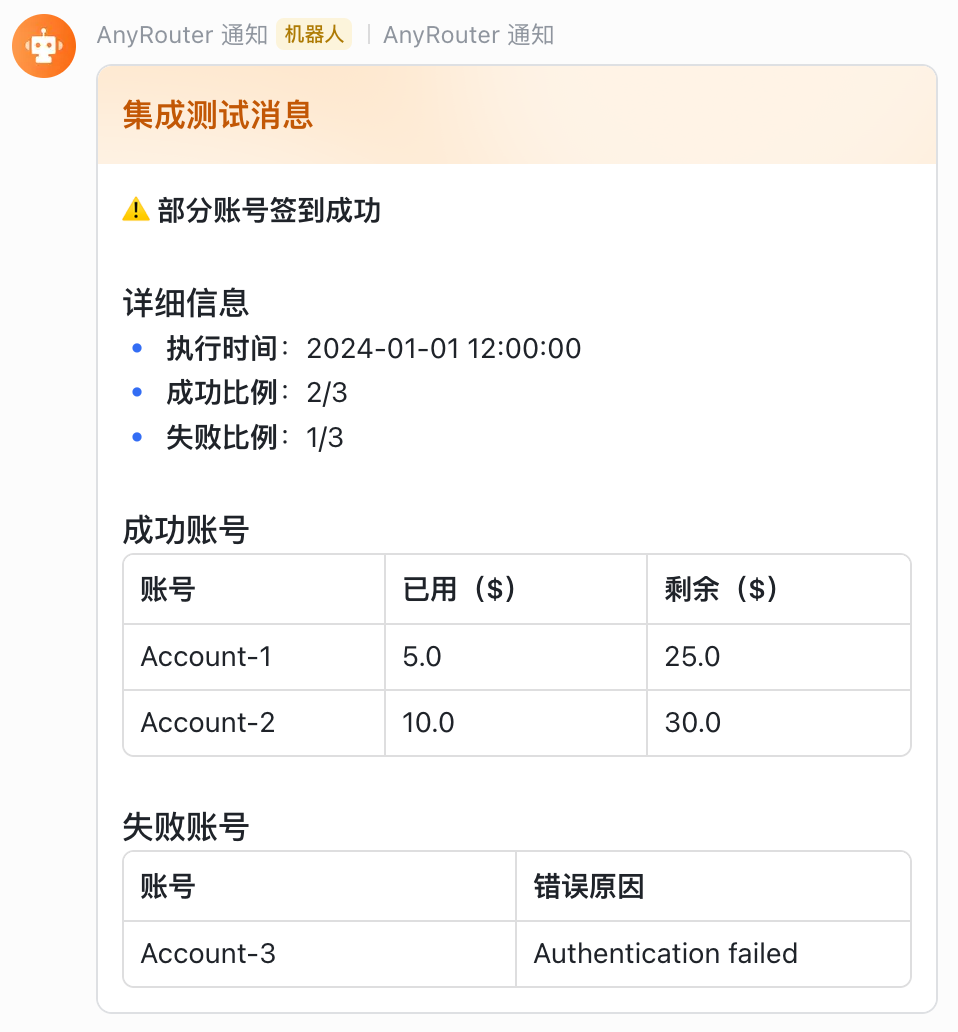 AnyRouter 通知 机器人 | AnyRouter 通知
集成测试消息
⚠️ 部分账号签到成功
详细信息
• 执行时间：2024-01-01 12:00:00
• 成功比例：2/3
• 失败比例：1/3
成功账号
账号 已用（$） 剩余（$）
Account-1 5.0 25.0
Account-2 10.0 30.0
失败账号
账号 错误原因
Account-3 Authentication failed